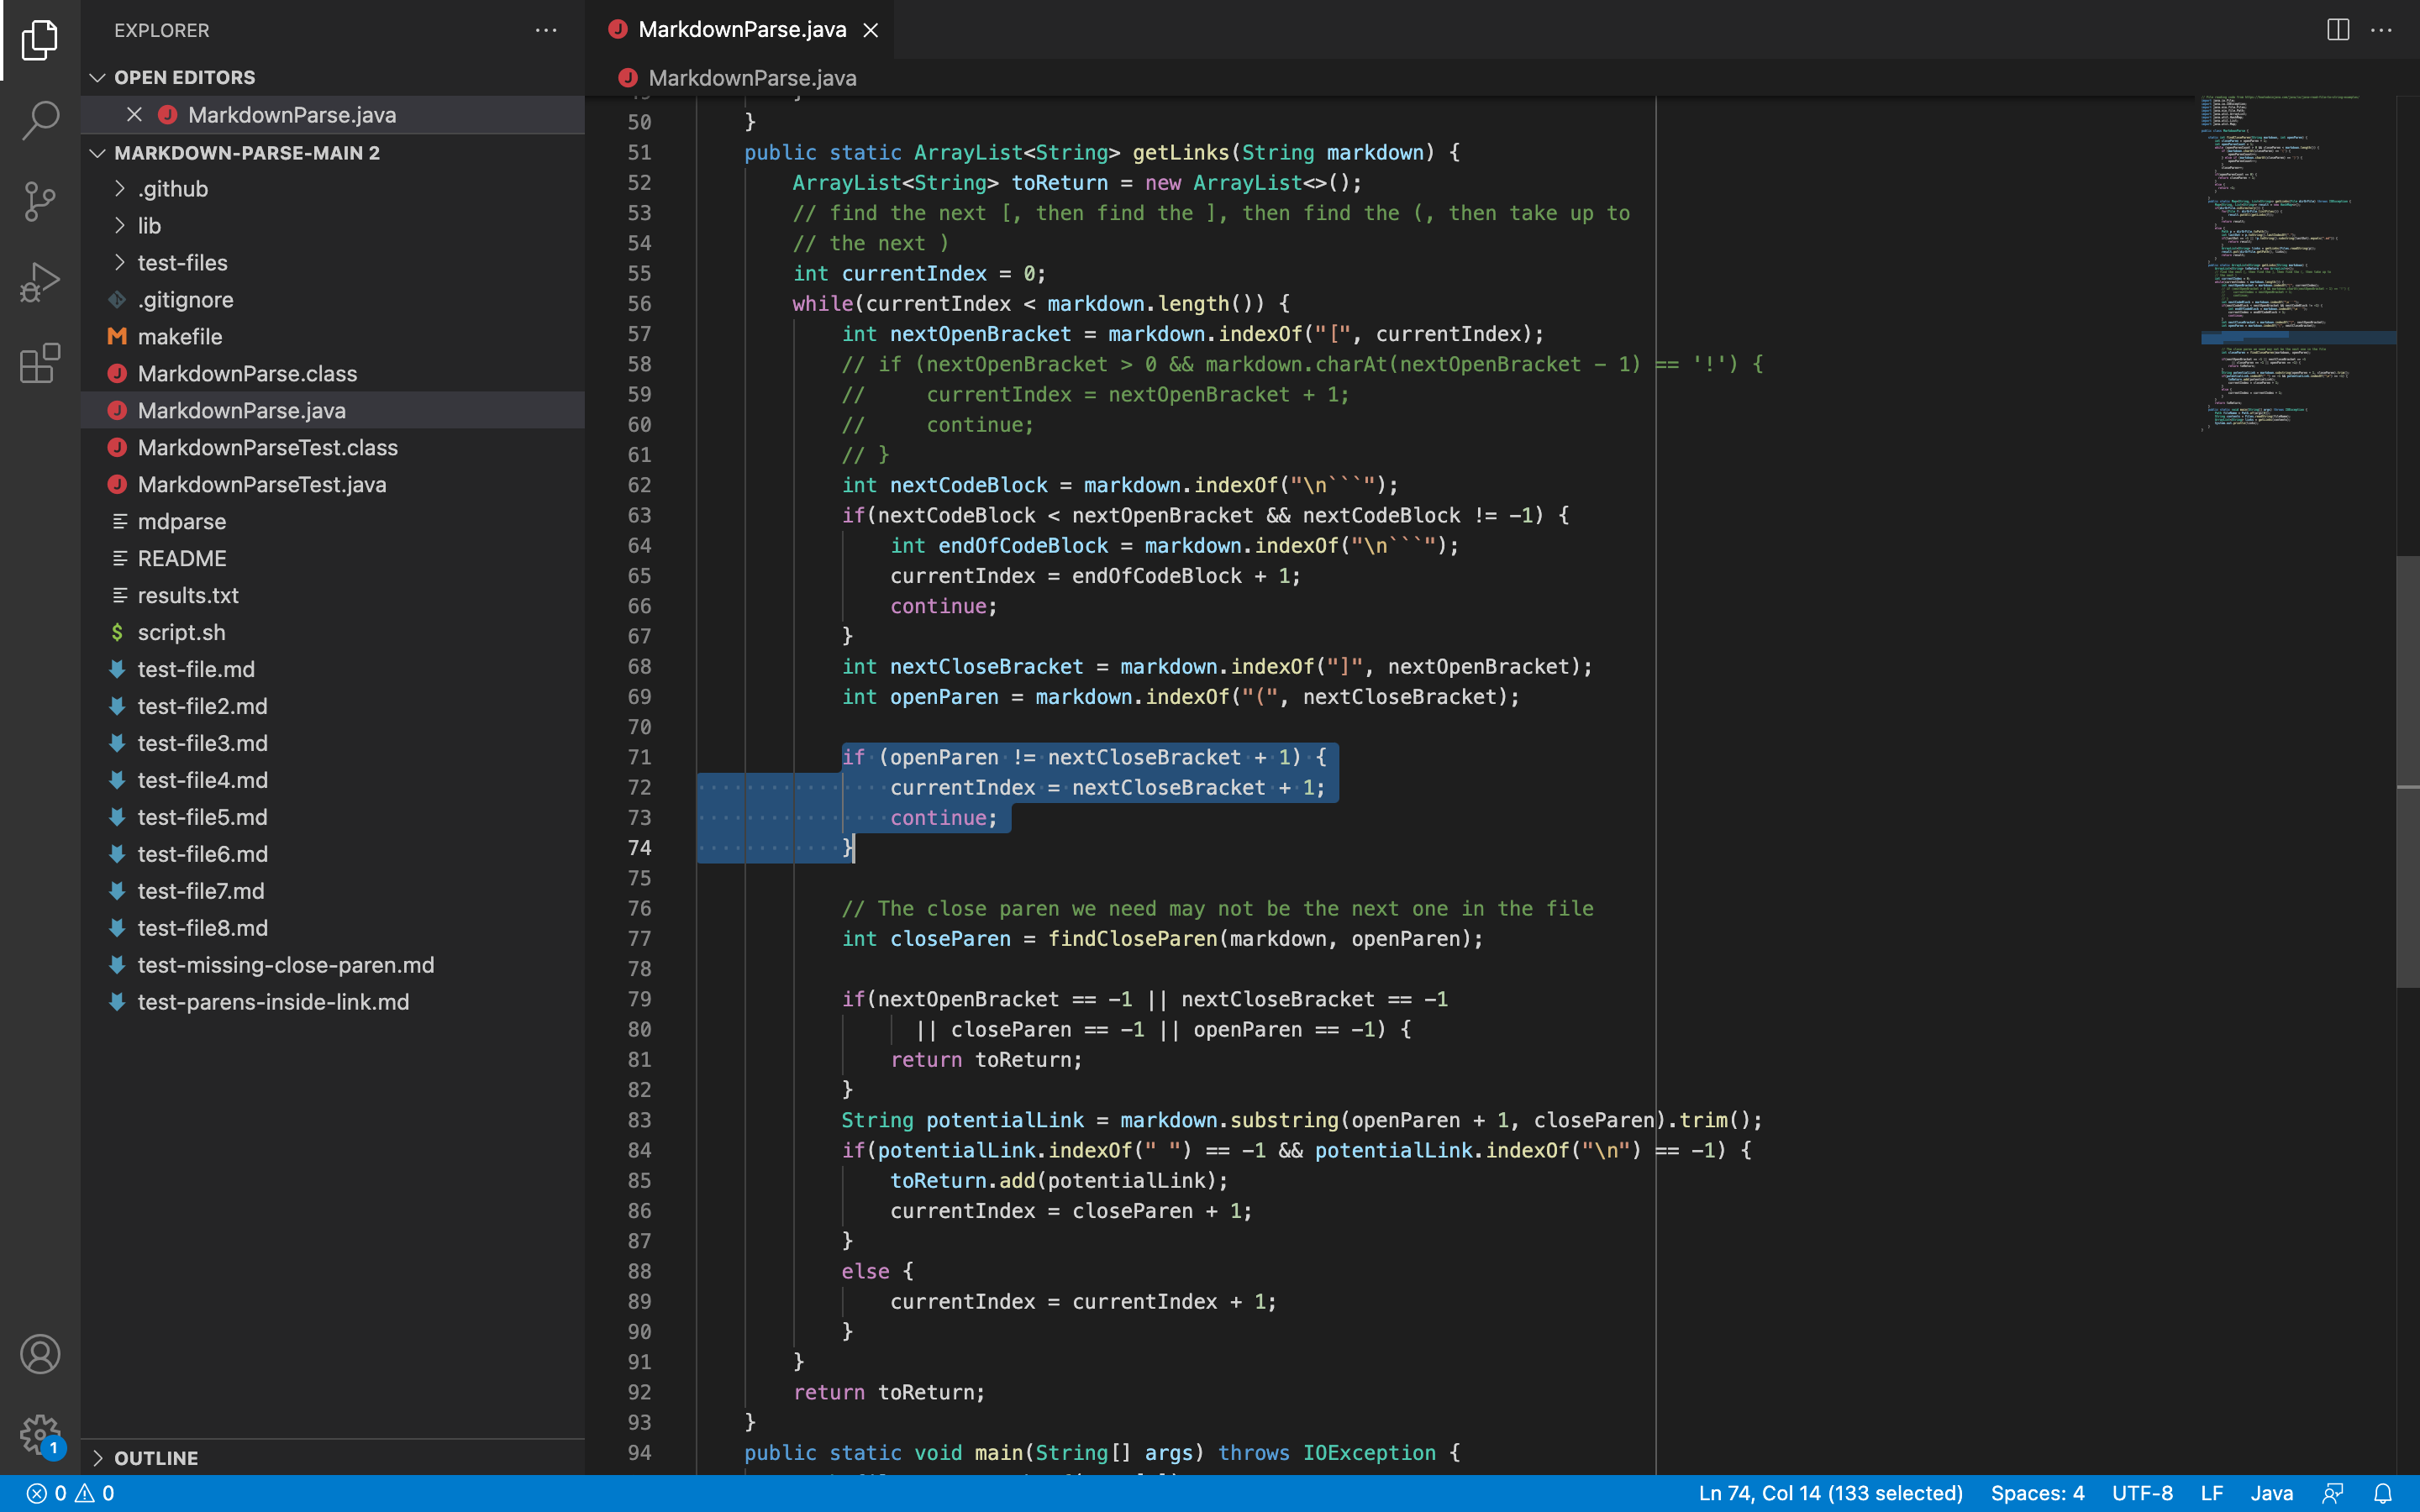 EXPLORER
OPEN EDITORS
MarkdownParse.java
MARKDOWN-PARSE-MAIN 2
.github
lib
test-files
.gitignore
makefile
MarkdownParse.class
MarkdownParse.java
MarkdownParseTest.class
MarkdownParseTest.java
mdparse
README
results.txt
script.sh
test-file.md
test-file2.md
test-file3.md
test-file4.md
test-file5.md
test-file6.md
test-file7.md
test-file8.md
test-missing-close-paren.md
test-parens-inside-link.md
OUTLINE
1
MarkdownParse.java
MarkdownParse.java
50 }
51 public static ArrayList<String> getLinks(String markdown) {
52 ArrayList<String> toReturn = new ArrayList<>();
53 // find the next [, then find the ], then find the (, then take up to
54 // the next )
55 int currentIndex = 0;
56 while(currentIndex < markdown.length()) {
57 int nextOpenBracket = markdown.indexOf("[", currentIndex);
58 // if (nextOpenBracket > 0 && markdown.charAt(nextOpenBracket - 1) == '!') {
59 //     currentIndex = nextOpenBracket + 1;
60 //     continue;
61 // }
62 int nextCodeBlock = markdown.indexOf("\n```");
63 if(nextCodeBlock < nextOpenBracket && nextCodeBlock != -1) {
64 int endOfCodeBlock = markdown.indexOf("\n```");
65 currentIndex = endOfCodeBlock + 1;
66 continue;
67 }
68 int nextCloseBracket = markdown.indexOf("]", nextOpenBracket);
69 int openParen = markdown.indexOf("(", nextCloseBracket);
70
71 if (openParen != nextCloseBracket + 1) {
72 currentIndex = nextCloseBracket + 1;
73 continue;
74 }
75
76 // The close paren we need may not be the next one in the file
77 int closeParen = findCloseParen(markdown, openParen);
78
79 if(nextOpenBracket == -1 || nextCloseBracket == -1
80 || closeParen == -1 || openParen == -1) {
81 return toReturn;
82 }
83 String potentialLink = markdown.substring(openParen + 1, closeParen).trim();
84 if(potentialLink.indexOf(" ") == -1 && potentialLink.indexOf("\n") == -1) {
85 toReturn.add(potentialLink);
86 currentIndex = closeParen + 1;
87 }
88 else {
89 currentIndex = currentIndex + 1;
90 }
91 }
92 return toReturn;
93 }
94 public static void main(String[] args) throws IOException {
0 0
Ln 74, Col 14 (133 selected) Spaces: 4 UTF-8 LF Java